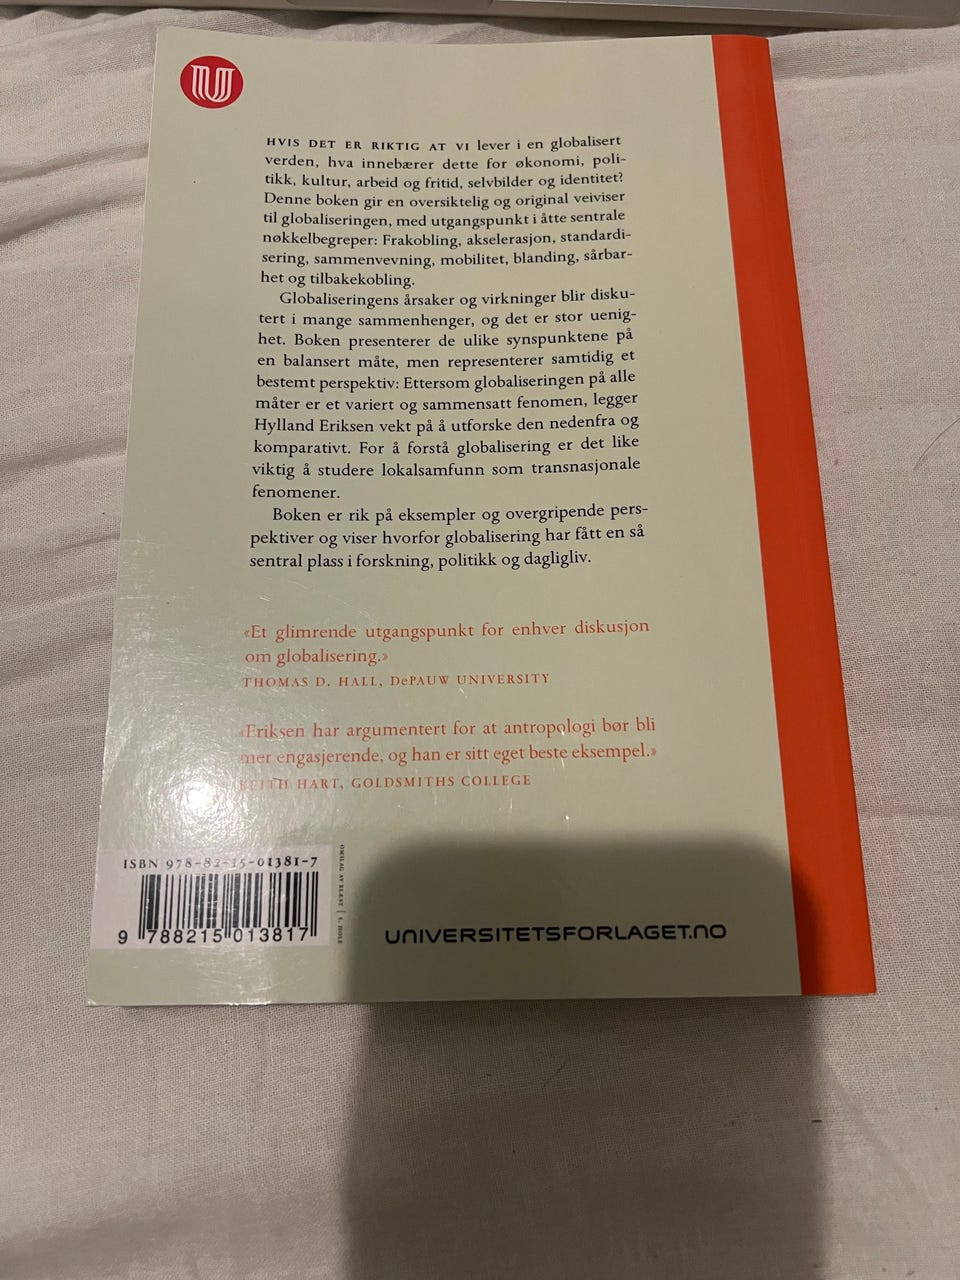 HVIS DET ER RIKTIG AT VI lever i en globalisert
verden, hva innebærer dette for økonomi, poli-
tikk, kultur, arbeid og fritid, selvbilder og identitet?
Denne boken gir en oversiktelig og original veiviser
til globaliseringen, med utgangspunkt i åtte sentrale
nøkkelbegreper: Frakobling, akselerasjon, standardi-
sering, sammenvevning, mobilitet, blanding, sårbar-
het og tilbakekobling.
Globaliseringens årsaker og virkninger blir disku-
tert i mange sammenhenger, og det er stor uenig-
het. Boken presenterer de ulike synspunktene på
en balansert måte, men representerer samtidig et
bestemt perspektiv: Ettersom globaliseringen på alle
måter er et variert og sammensatt fenomen, legger
Hylland Eriksen vekt på å utforske den nedenfra og
komparativt. For å forstå globalisering er det like
viktig å studere lokalsamfunn som transnasjonale
fenomener.
Boken er rik på eksempler og overgripende pers-
pektiver og viser hvorfor globalisering har fått en så
sentral plass i forskning, politikk og dagligliv.
«Et glimrende utgangspunkt for enhver diskusjon
om globalisering.»
THOMAS D. HALL, DePAUW UNIVERSITY
«Eriksen har argumentert for at antropologi bør bli
mer engasjerende, og han er sitt eget beste eksempel.»
KEITH HART, GOLDSMITHS COLLEGE
ISBN 978-82-15-01381-7
9 788215 013817
OMSLAG AV BLÆST | T. HOLE
UNIVERSITETSFORLAGET.NO